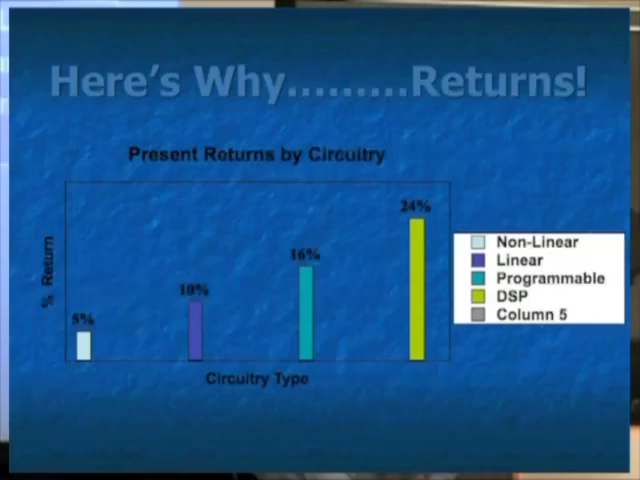 Here's Why.........Returns!
Present Returns by Circuitry
24%
16%
10%
5%
% Return
Circuitry Type
Non-Linear
Linear
Programmable
DSP
Column 5